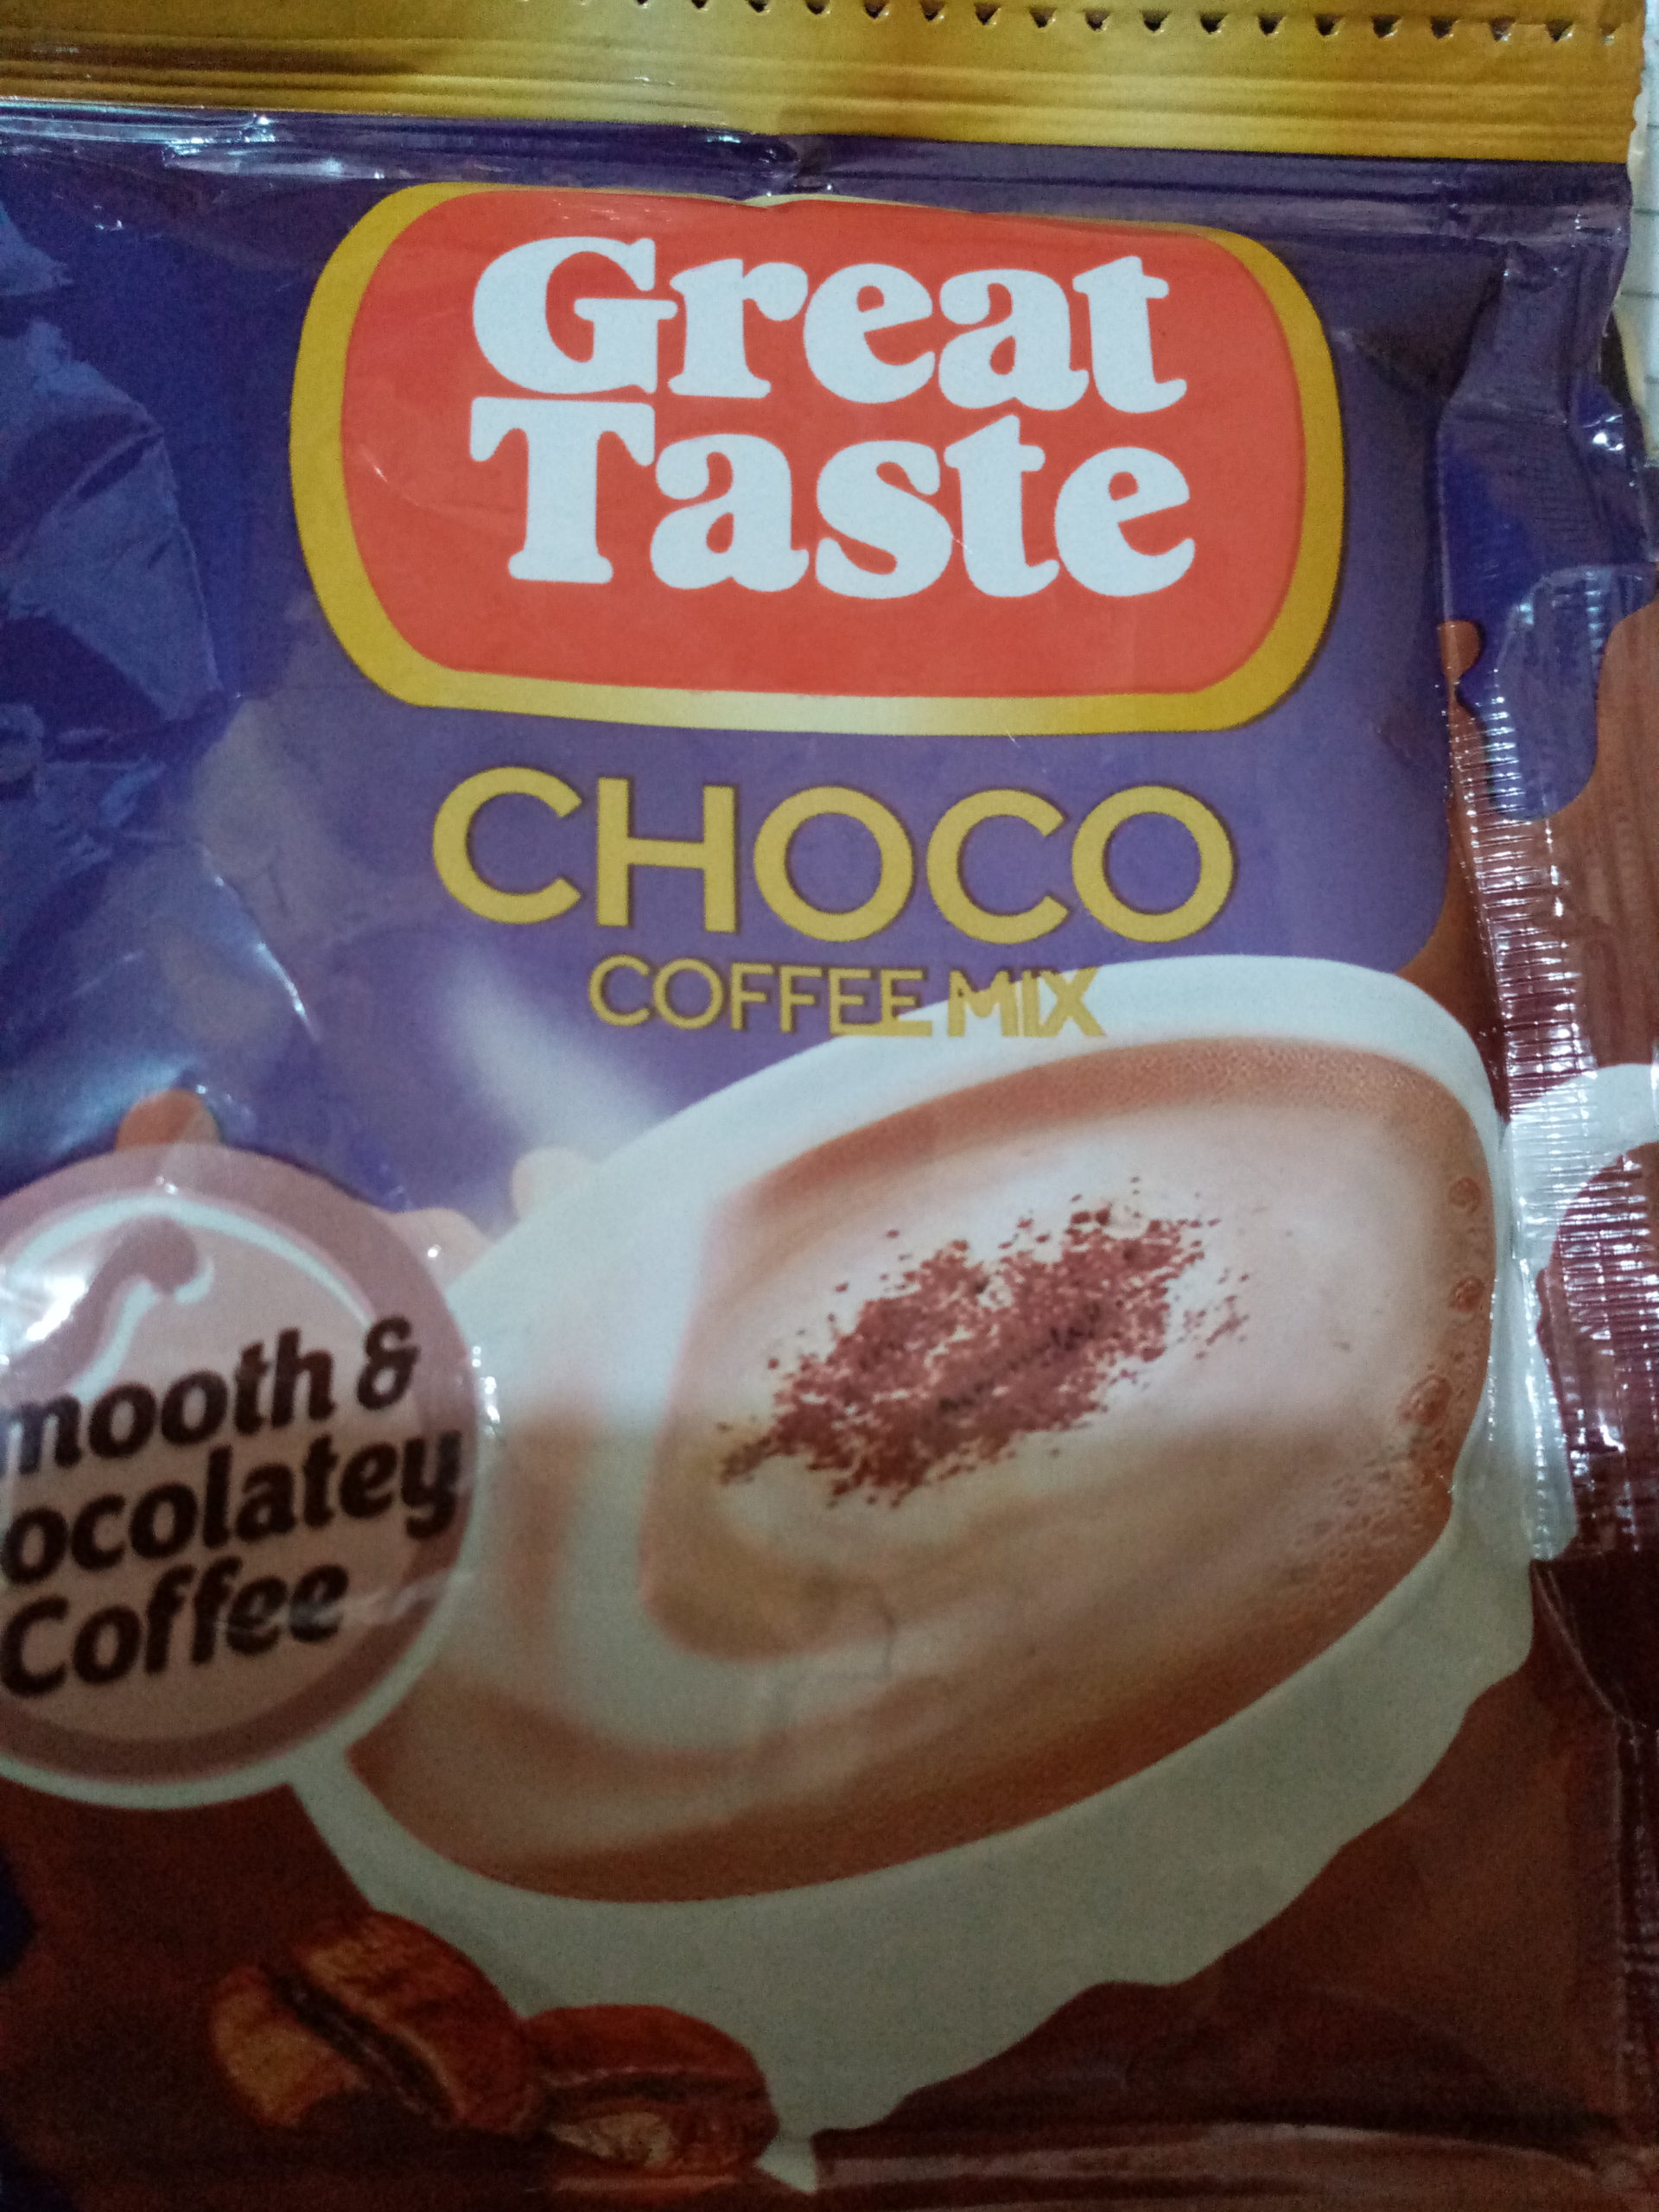 Great
Taste
CHOCO
COFFEE MIX
mooth &
ocolatey
Coffee